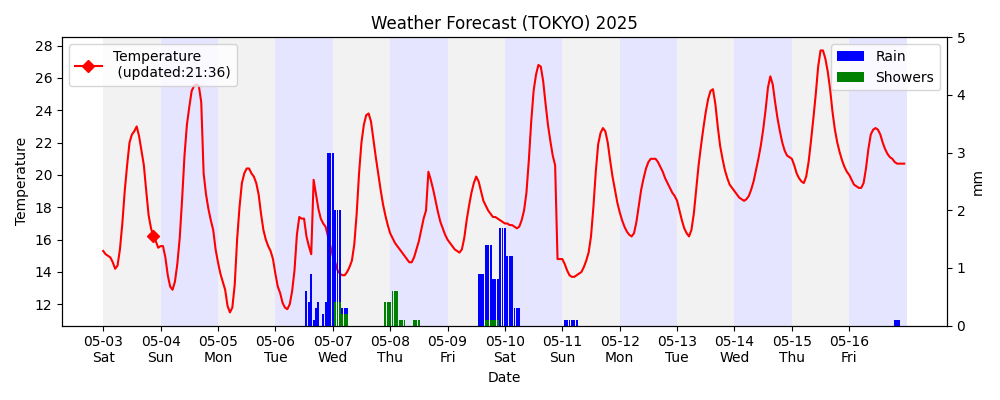 Weather Forecast (TOKYO) 2025
Temperature
(updated:21:36)
Rain
Showers
28
26
24
22
20
18
16
14
12
Temperature
5
4
3
2
1
0
mm
05-03 05-04 05-05 05-06 05-07 05-08 05-09 05-10 05-11 05-12 05-13 05-14 05-15 05-16
Sat Sun Mon Tue Wed Thu Fri Sat Sun Mon Tue Wed Thu Fri
Date